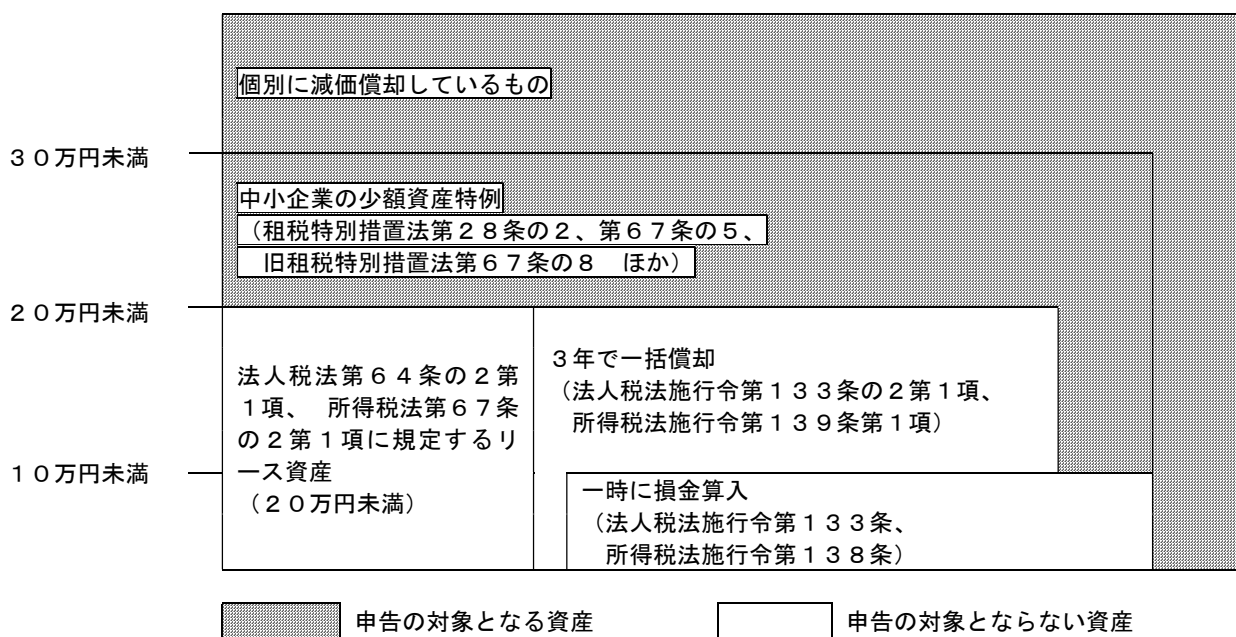 個別に減価償却しているもの
３０万円未満
中小企業の少額資産特例
（租税特別措置法第２８条の２、第６７条の５、
旧租税特別措置法第６７条の８　ほか）
２０万円未満
法人税法第６４条の２第
１項、　所得税法第６７条
の２第１項に規定するリ
ース資産
（２０万円未満）
３年で一括償却
（法人税法施行令第１３３条の２第１項、
所得税法施行令第１３９条第１項）
１０万円未満
一時に損金算入
（法人税法施行令第１３３条、
所得税法施行令第１３８条）
申告の対象となる資産
申告の対象とならない資産